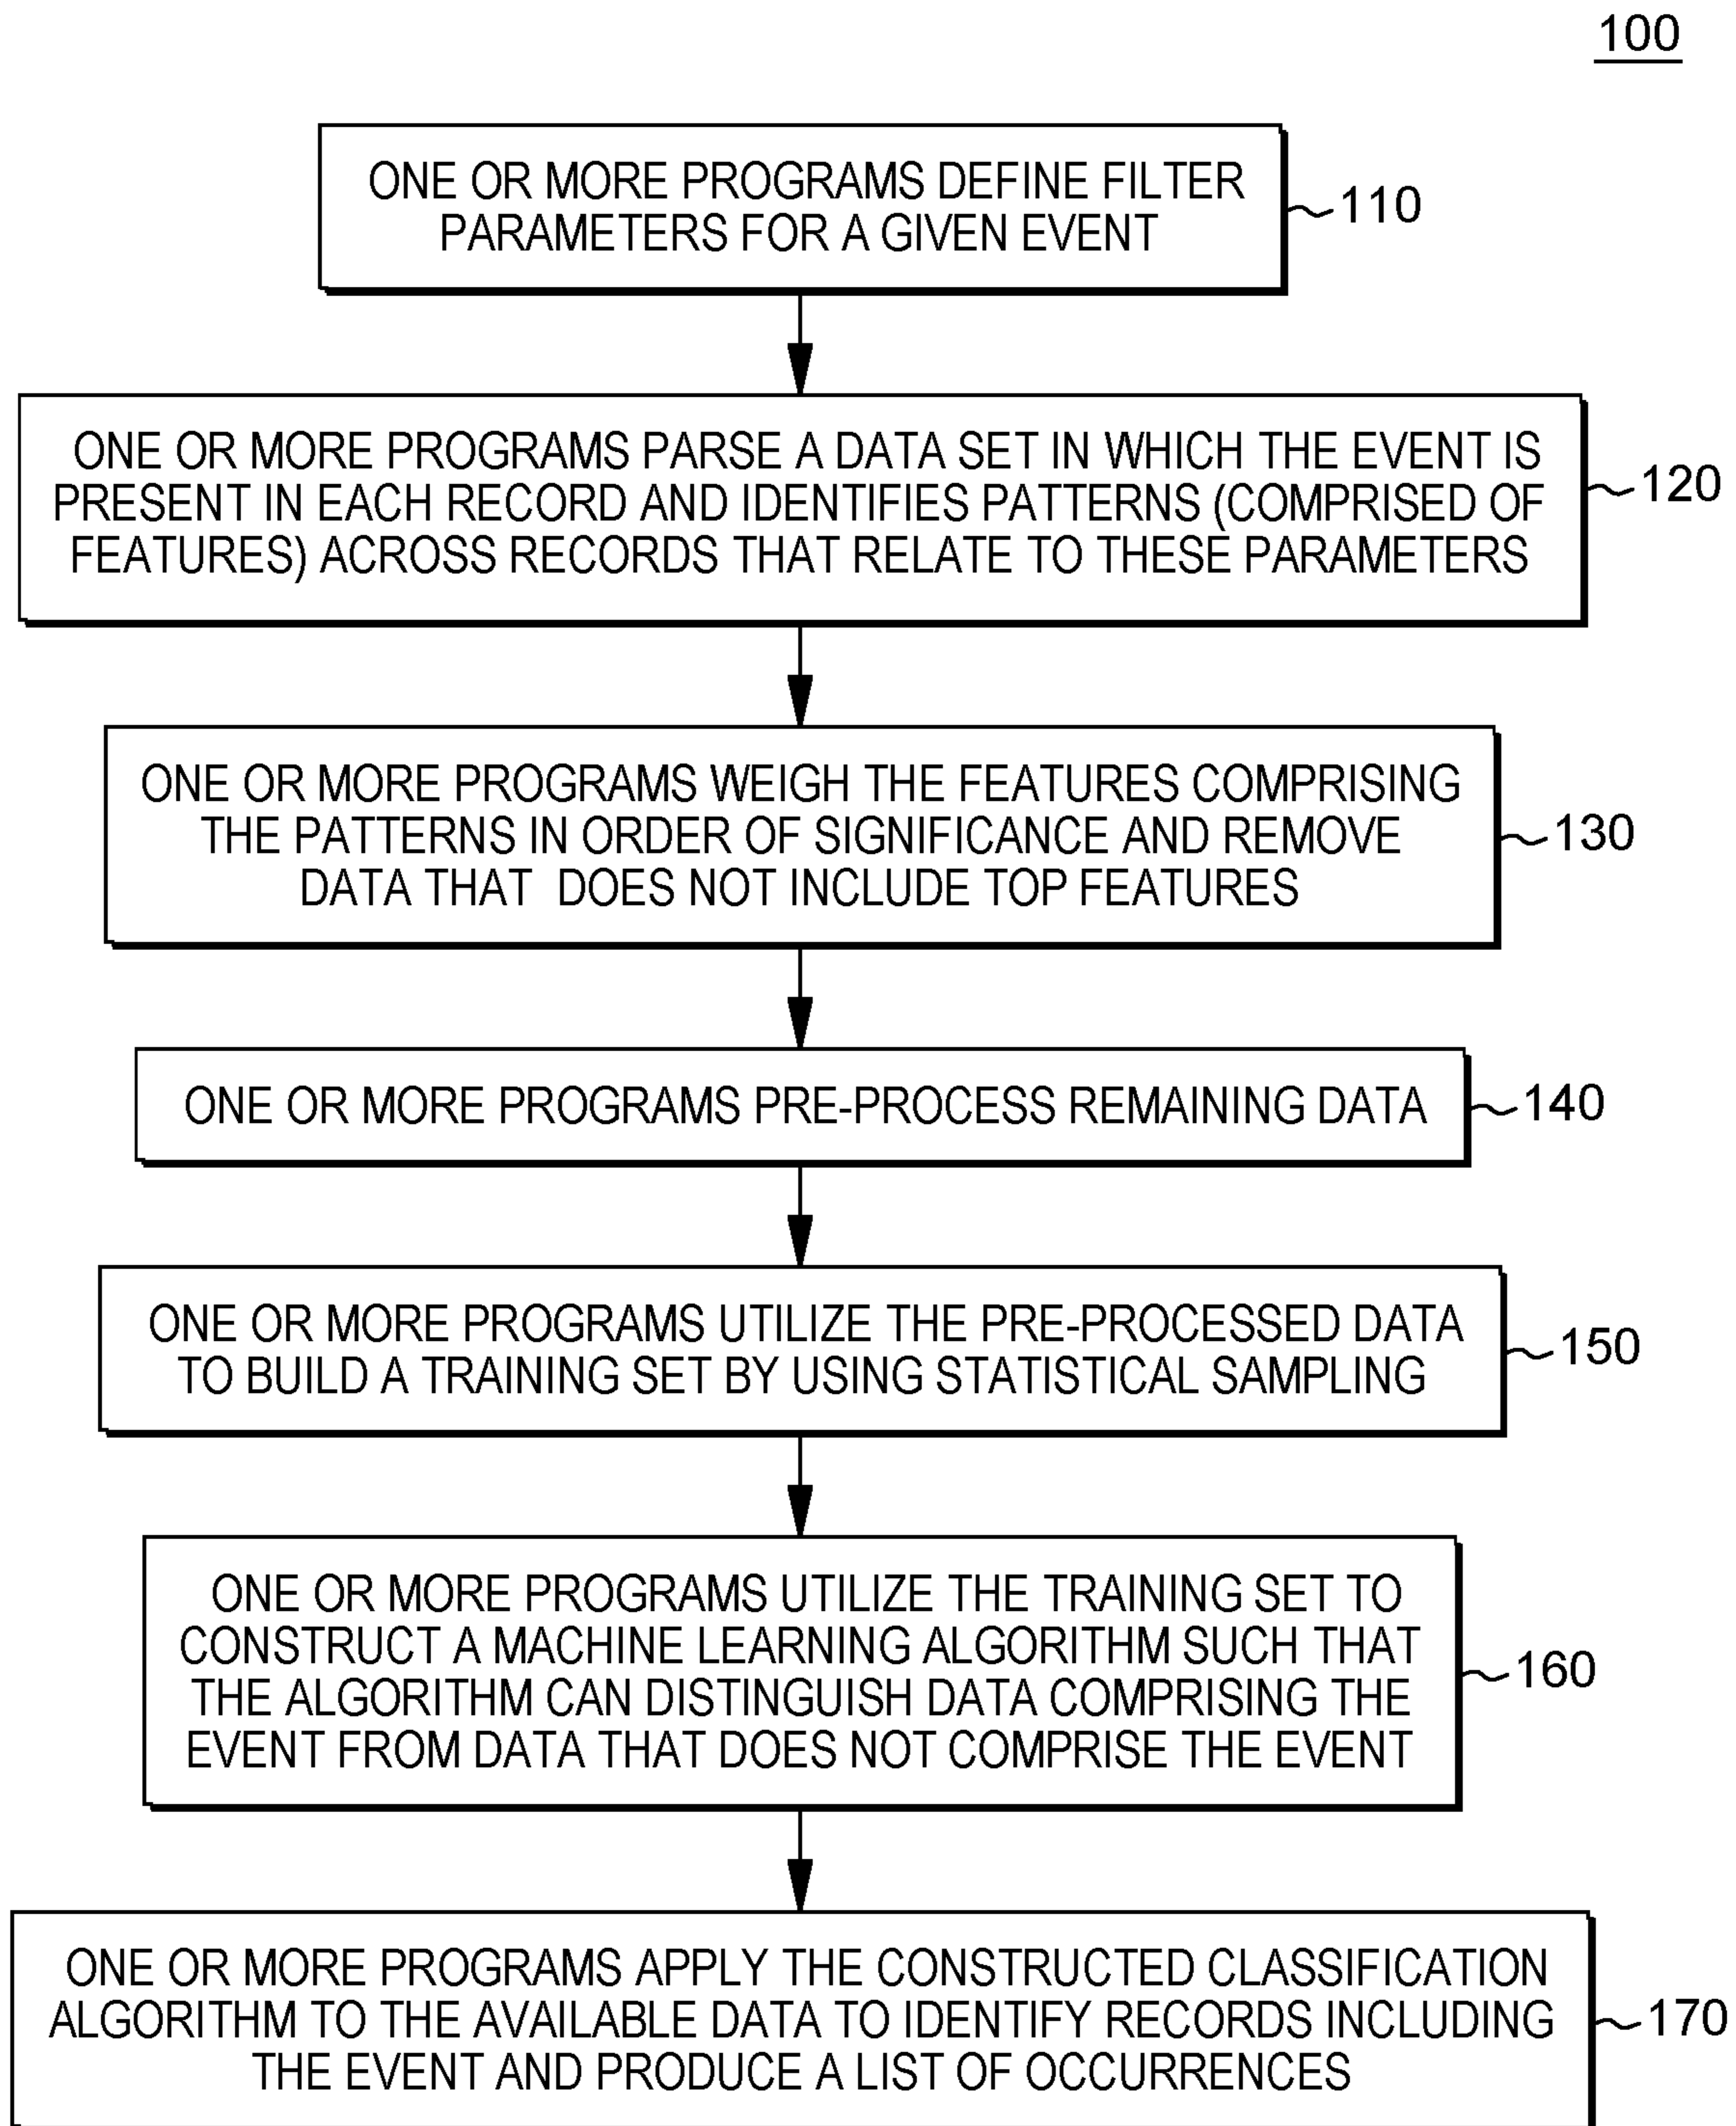 100
ONE OR MORE PROGRAMS DEFINE FILTER
PARAMETERS FOR A GIVEN EVENT
110
ONE OR MORE PROGRAMS PARSE A DATA SET IN WHICH THE EVENT IS
PRESENT IN EACH RECORD AND IDENTIFIES PATTERNS (COMPRISED OF
FEATURES) ACROSS RECORDS THAT RELATE TO THESE PARAMETERS
120
ONE OR MORE PROGRAMS WEIGH THE FEATURES COMPRISING
THE PATTERNS IN ORDER OF SIGNIFICANCE AND REMOVE
DATA THAT DOES NOT INCLUDE TOP FEATURES
130
ONE OR MORE PROGRAMS PRE-PROCESS REMAINING DATA
140
ONE OR MORE PROGRAMS UTILIZE THE PRE-PROCESSED DATA
TO BUILD A TRAINING SET BY USING STATISTICAL SAMPLING
150
ONE OR MORE PROGRAMS UTILIZE THE TRAINING SET TO
CONSTRUCT A MACHINE LEARNING ALGORITHM SUCH THAT
THE ALGORITHM CAN DISTINGUISH DATA COMPRISING THE
EVENT FROM DATA THAT DOES NOT COMPRISE THE EVENT
160
ONE OR MORE PROGRAMS APPLY THE CONSTRUCTED CLASSIFICATION
ALGORITHM TO THE AVAILABLE DATA TO IDENTIFY RECORDS INCLUDING
THE EVENT AND PRODUCE A LIST OF OCCURRENCES
170